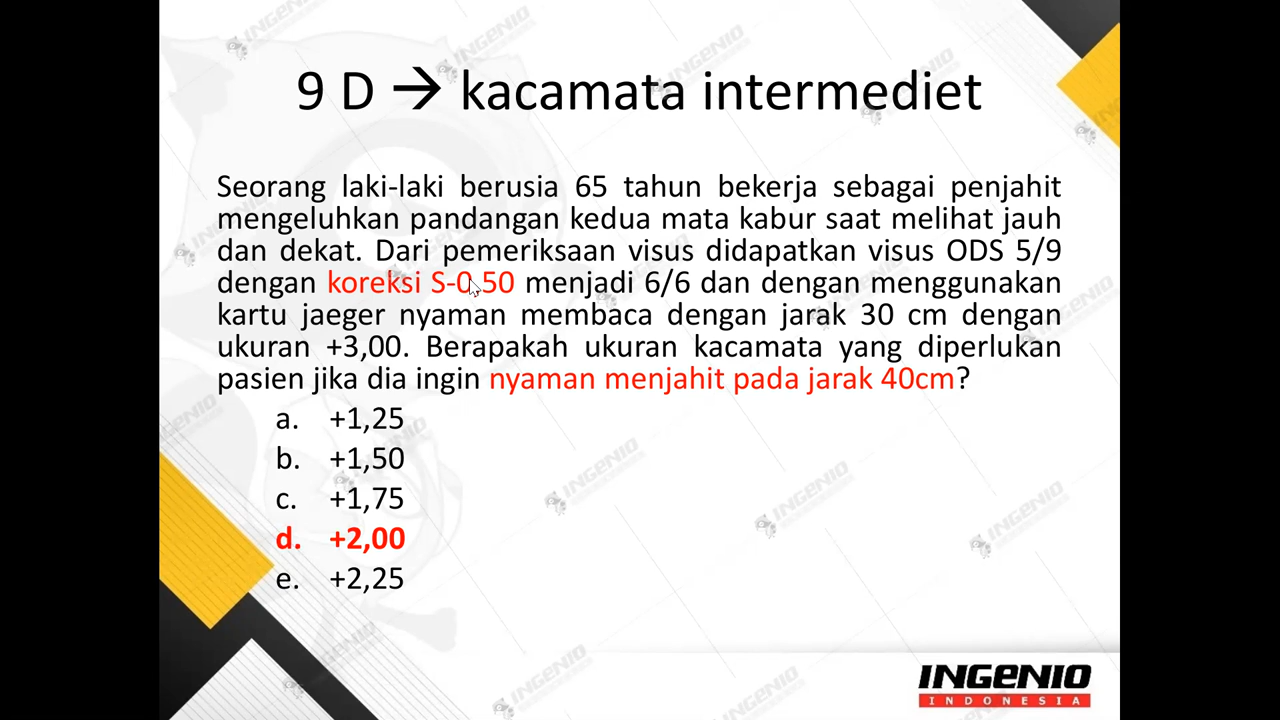 9 D → kacamata intermediet
Seorang laki-laki berusia 65 tahun bekerja sebagai penjahit
mengeluhkan pandangan kedua mata kabur saat melihat jauh
dan dekat. Dari pemeriksaan visus didapatkan visus ODS 5/9
dengan koreksi S-0,50 menjadi 6/6 dan dengan menggunakan
kartu jaeger nyaman membaca dengan jarak 30 cm dengan
ukuran +3,00. Berapakah ukuran kacamata yang diperlukan
pasien jika dia ingin nyaman menjahit pada jarak 40cm?
a. +1,25
b. +1,50
c. +1,75
d. +2,00
e. +2,25
INGENIO
INDONESIA